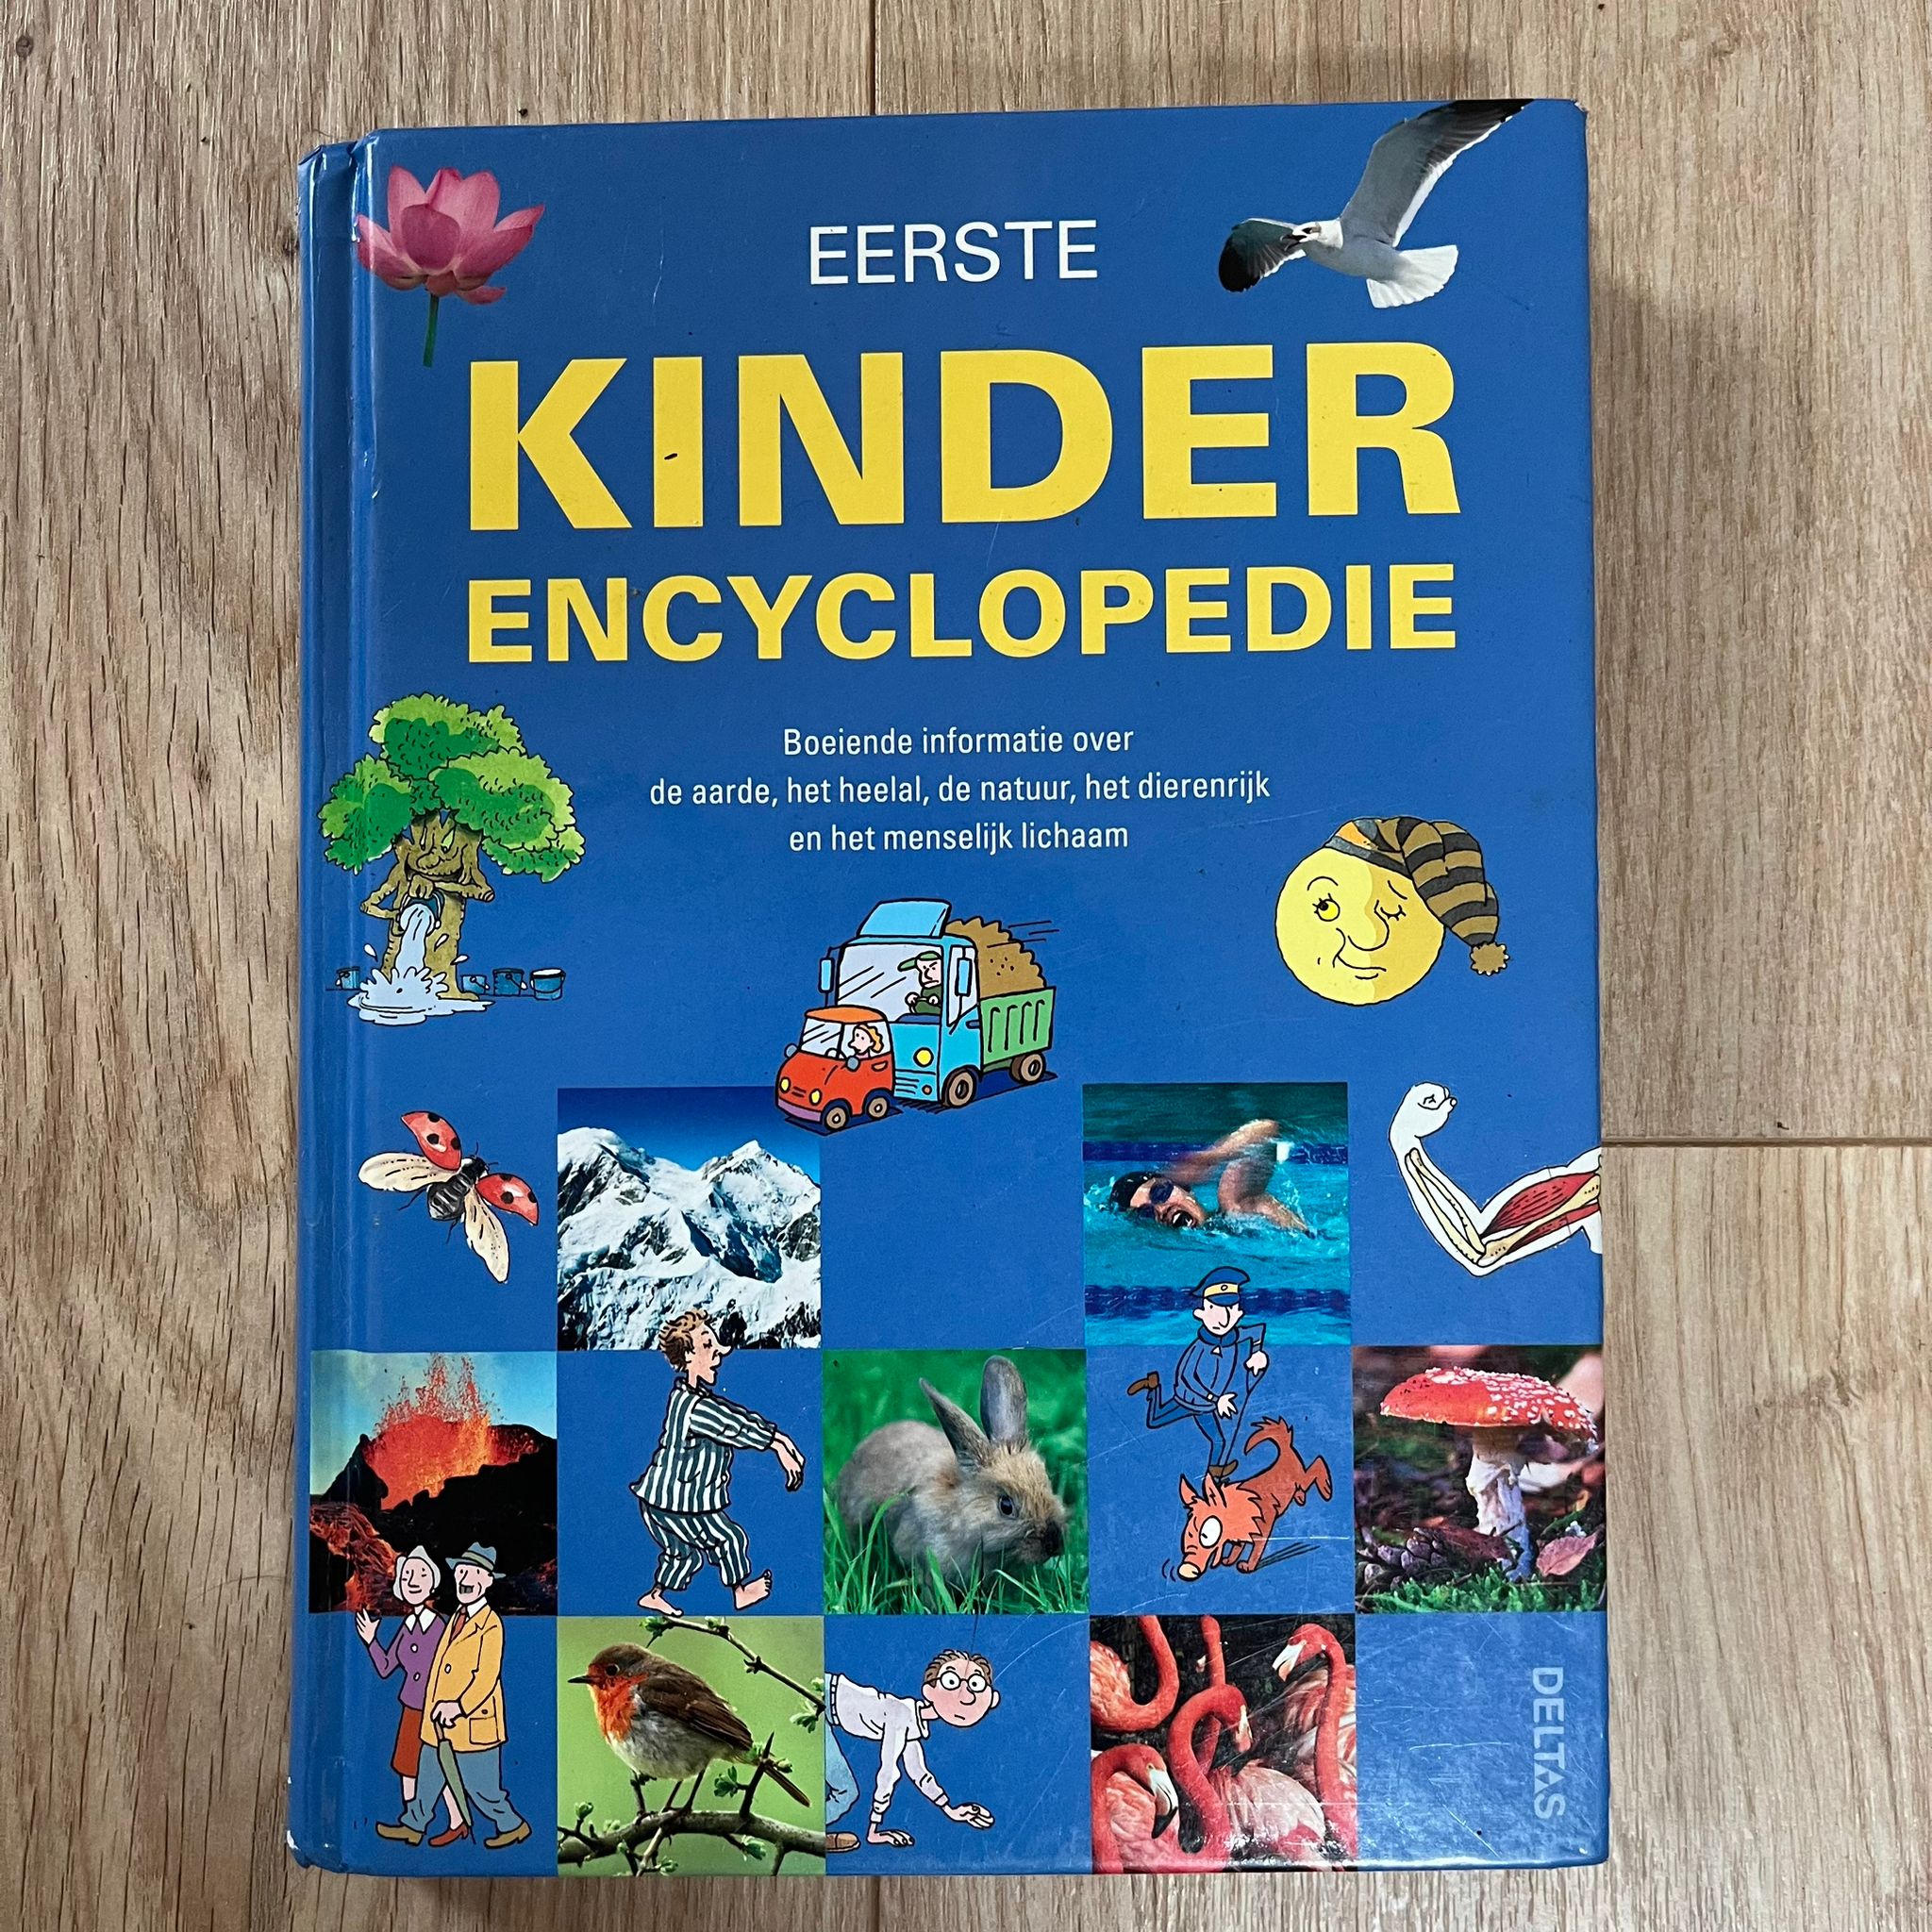 EERSTE
KINDER
ENCYCLOPEDIE
Boeiende informatie over
de aarde, het heelal, de natuur, het dierenrijk
en het menselijk lichaam
DELTAS